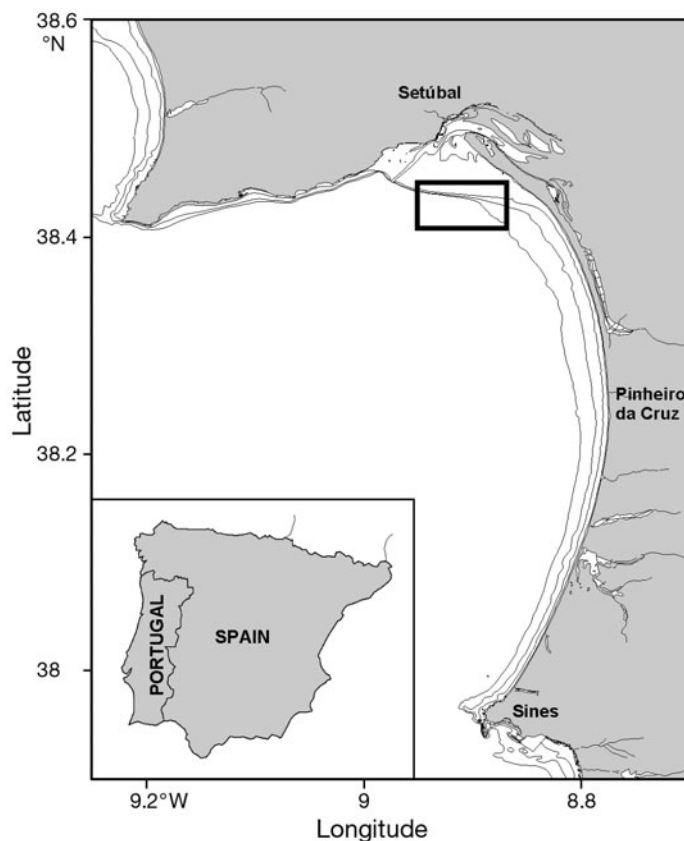 38.6
°N
Setúbal
38.4
Latitude
Pinheiro
da Cruz
38.2
PORTUGAL
SPAIN
38
Sines
9.2°W
9
8.8
Longitude